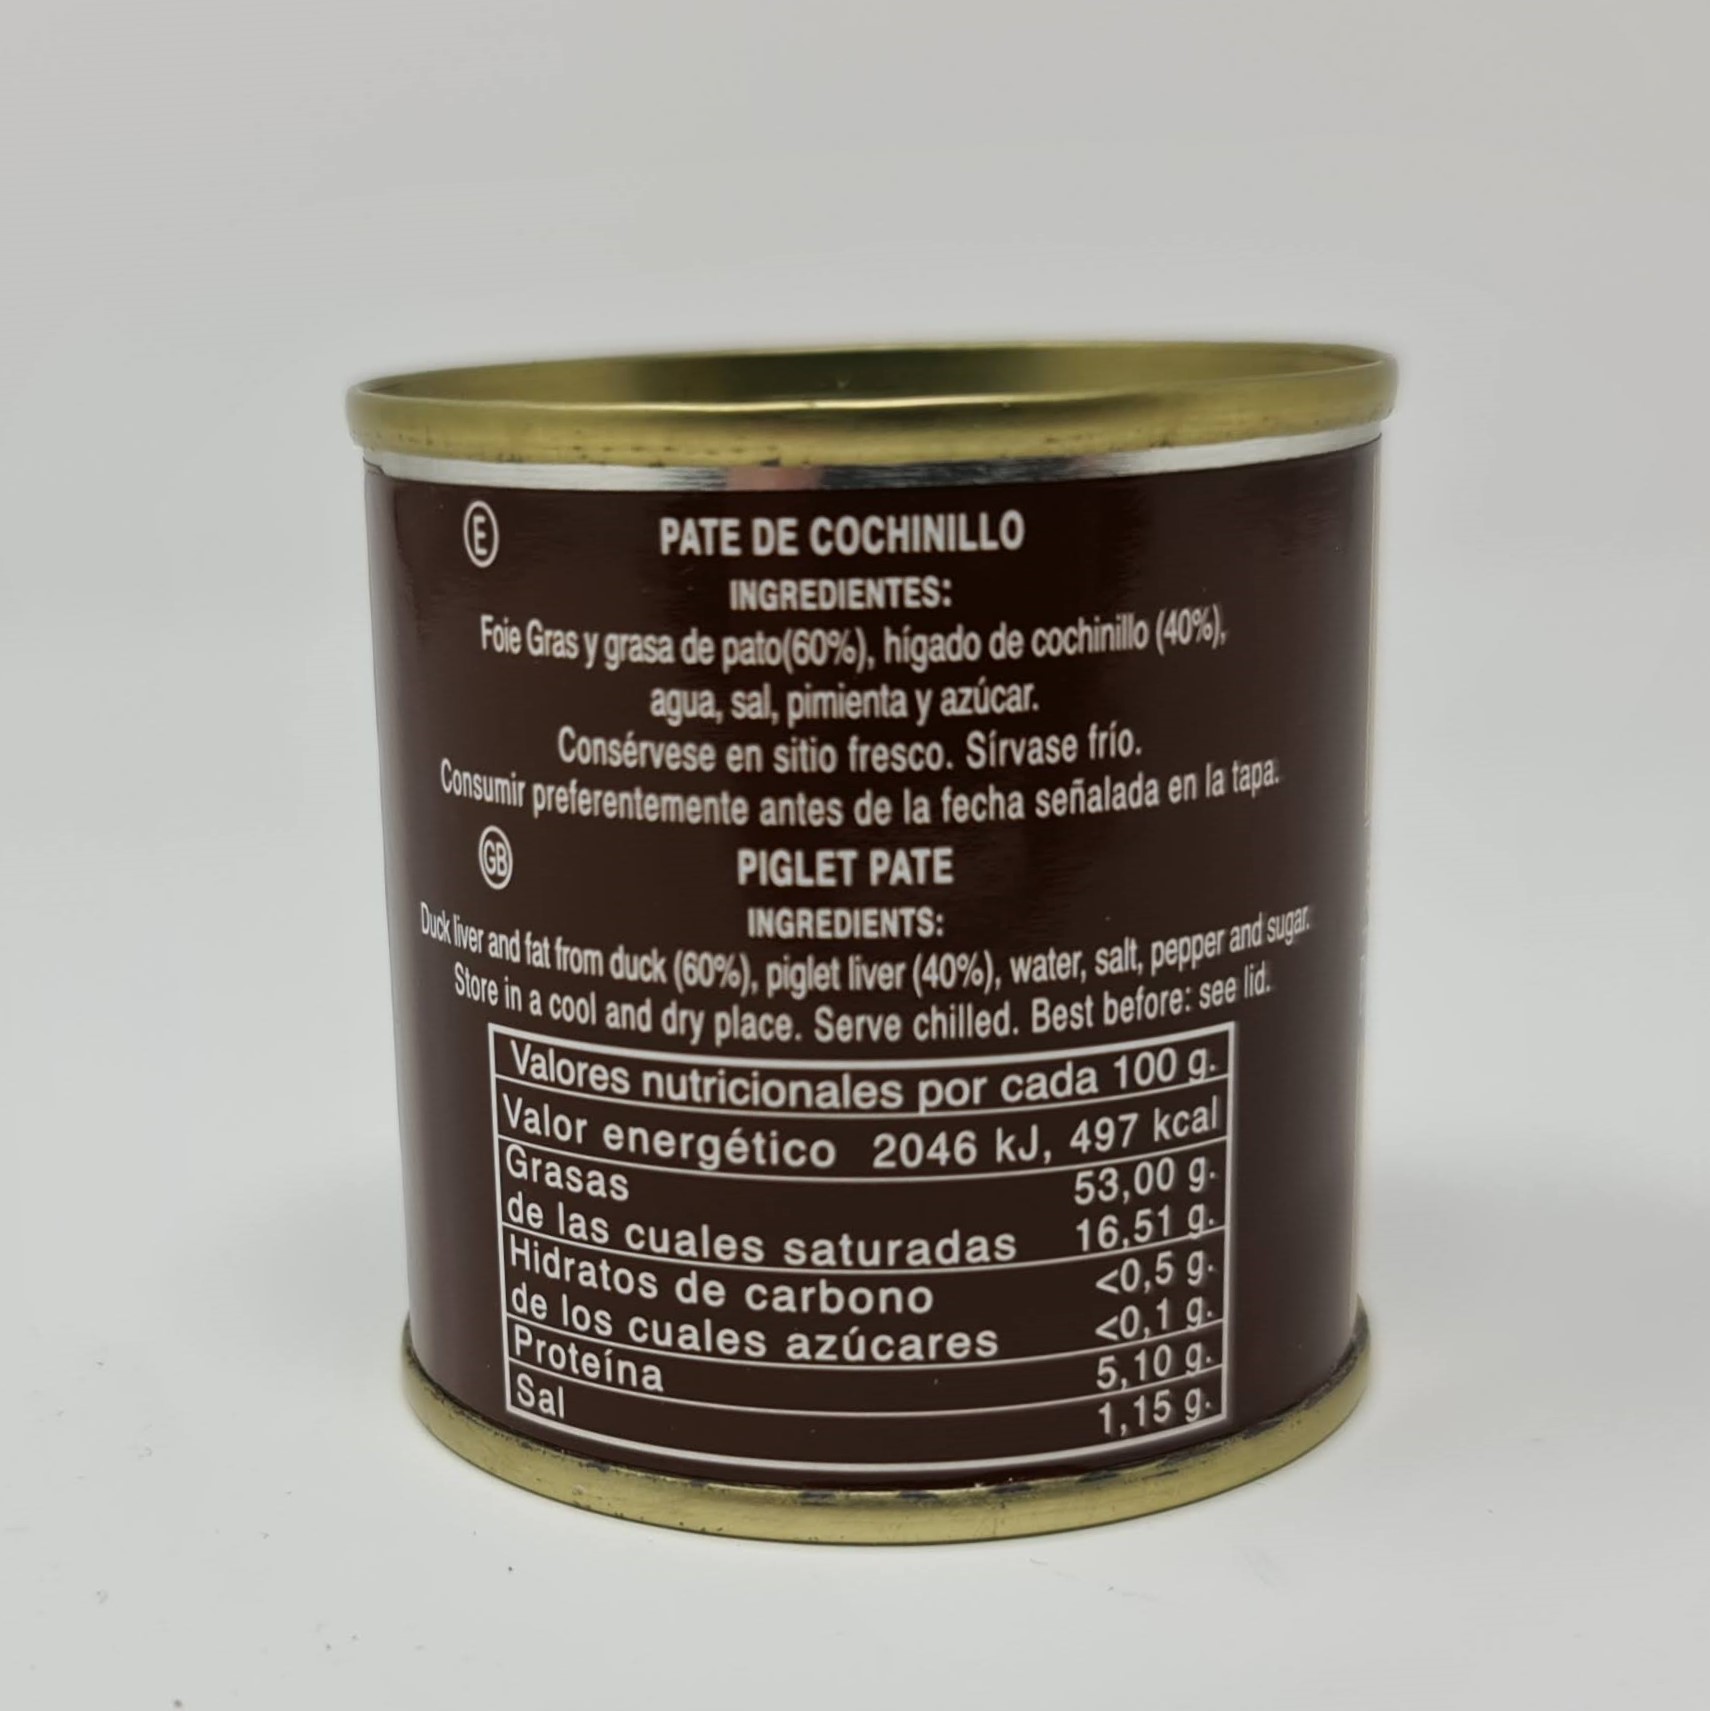 E
PATE DE COCHINILLO
INGREDIENTES:
Foie Gras y grasa de pato(60%), hígado de cochinillo (40%),
agua, sal, pimienta y azúcar.
Consérvese en sitio fresco. Sírvase frío.
Consumir preferentemente antes de la fecha señalada en la tapa.
GB
PIGLET PATE
INGREDIENTS:
Duck liver and fat from duck (60%), piglet liver (40%), water, salt, pepper and sugar.
Store in a cool and dry place. Serve chilled. Best before: see lid.
Valores nutricionales por cada 100 g.
Valor energético 2046 kJ, 497 kcal
Grasas 53,00 g.
de las cuales saturadas 16,51 g.
Hidratos de carbono <0,5 g.
de los cuales azúcares <0,1 g.
Proteína 5,10 g.
Sal 1,15 g.